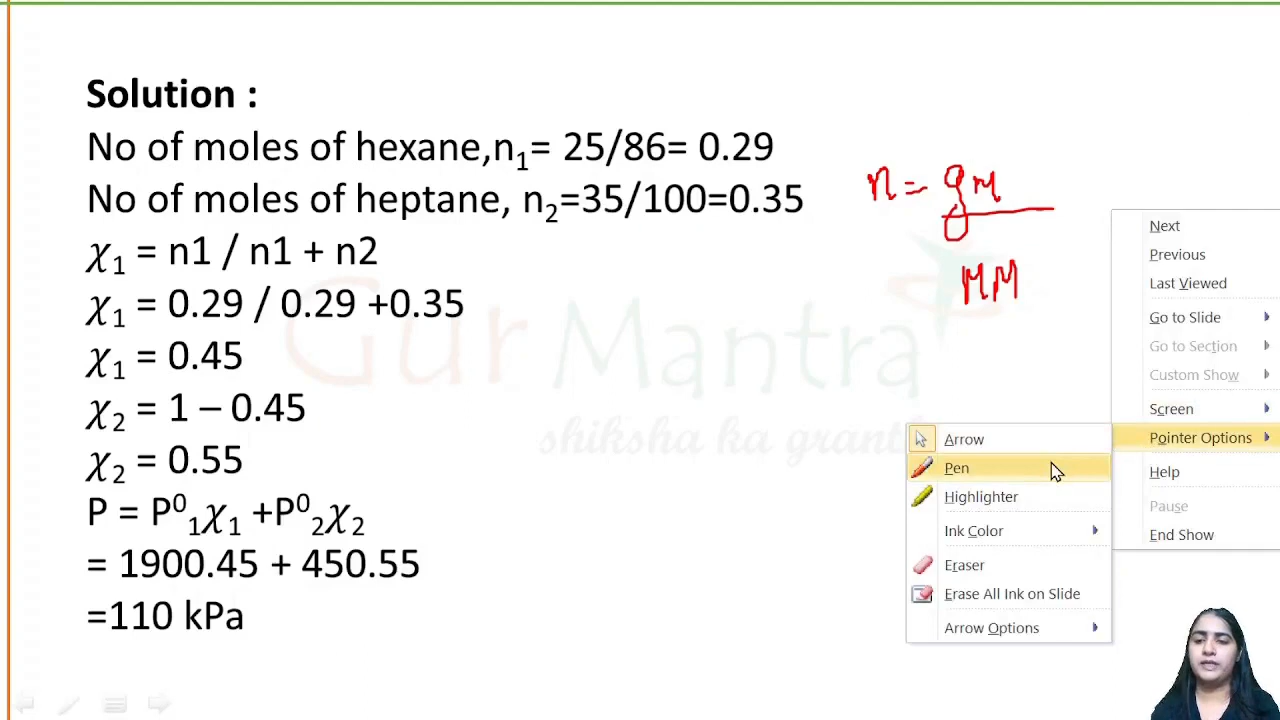 Solution :
No of moles of hexane,n₁= 25/86= 0.29
No of moles of heptane, n₂=35/100=0.35
χ₁ = n1 / n1 + n2
χ₁ = 0.29 / 0.29 +0.35
χ₁ = 0.45
χ₂ = 1 – 0.45
χ₂ = 0.55
P = P⁰₁χ₁ +P⁰₂χ₂
= 1900.45 + 450.55
=110 kPa
n = gm
MM
Gur Mantra
shiksha ka grant
Next
Previous
Last Viewed
Go to Slide
Go to Section
Custom Show
Screen
Pointer Options
Help
Pause
End Show
Arrow
Pen
Highlighter
Ink Color
Eraser
Erase All Ink on Slide
Arrow Options